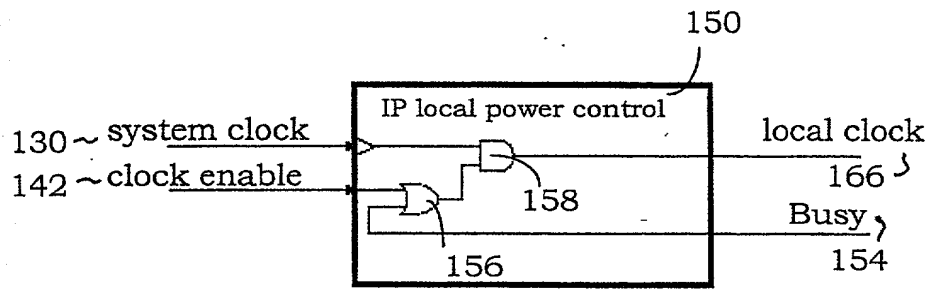 150
IP local power control
130 ~ system clock
local clock
142 ~ clock enable
166
158
Busy
156
154